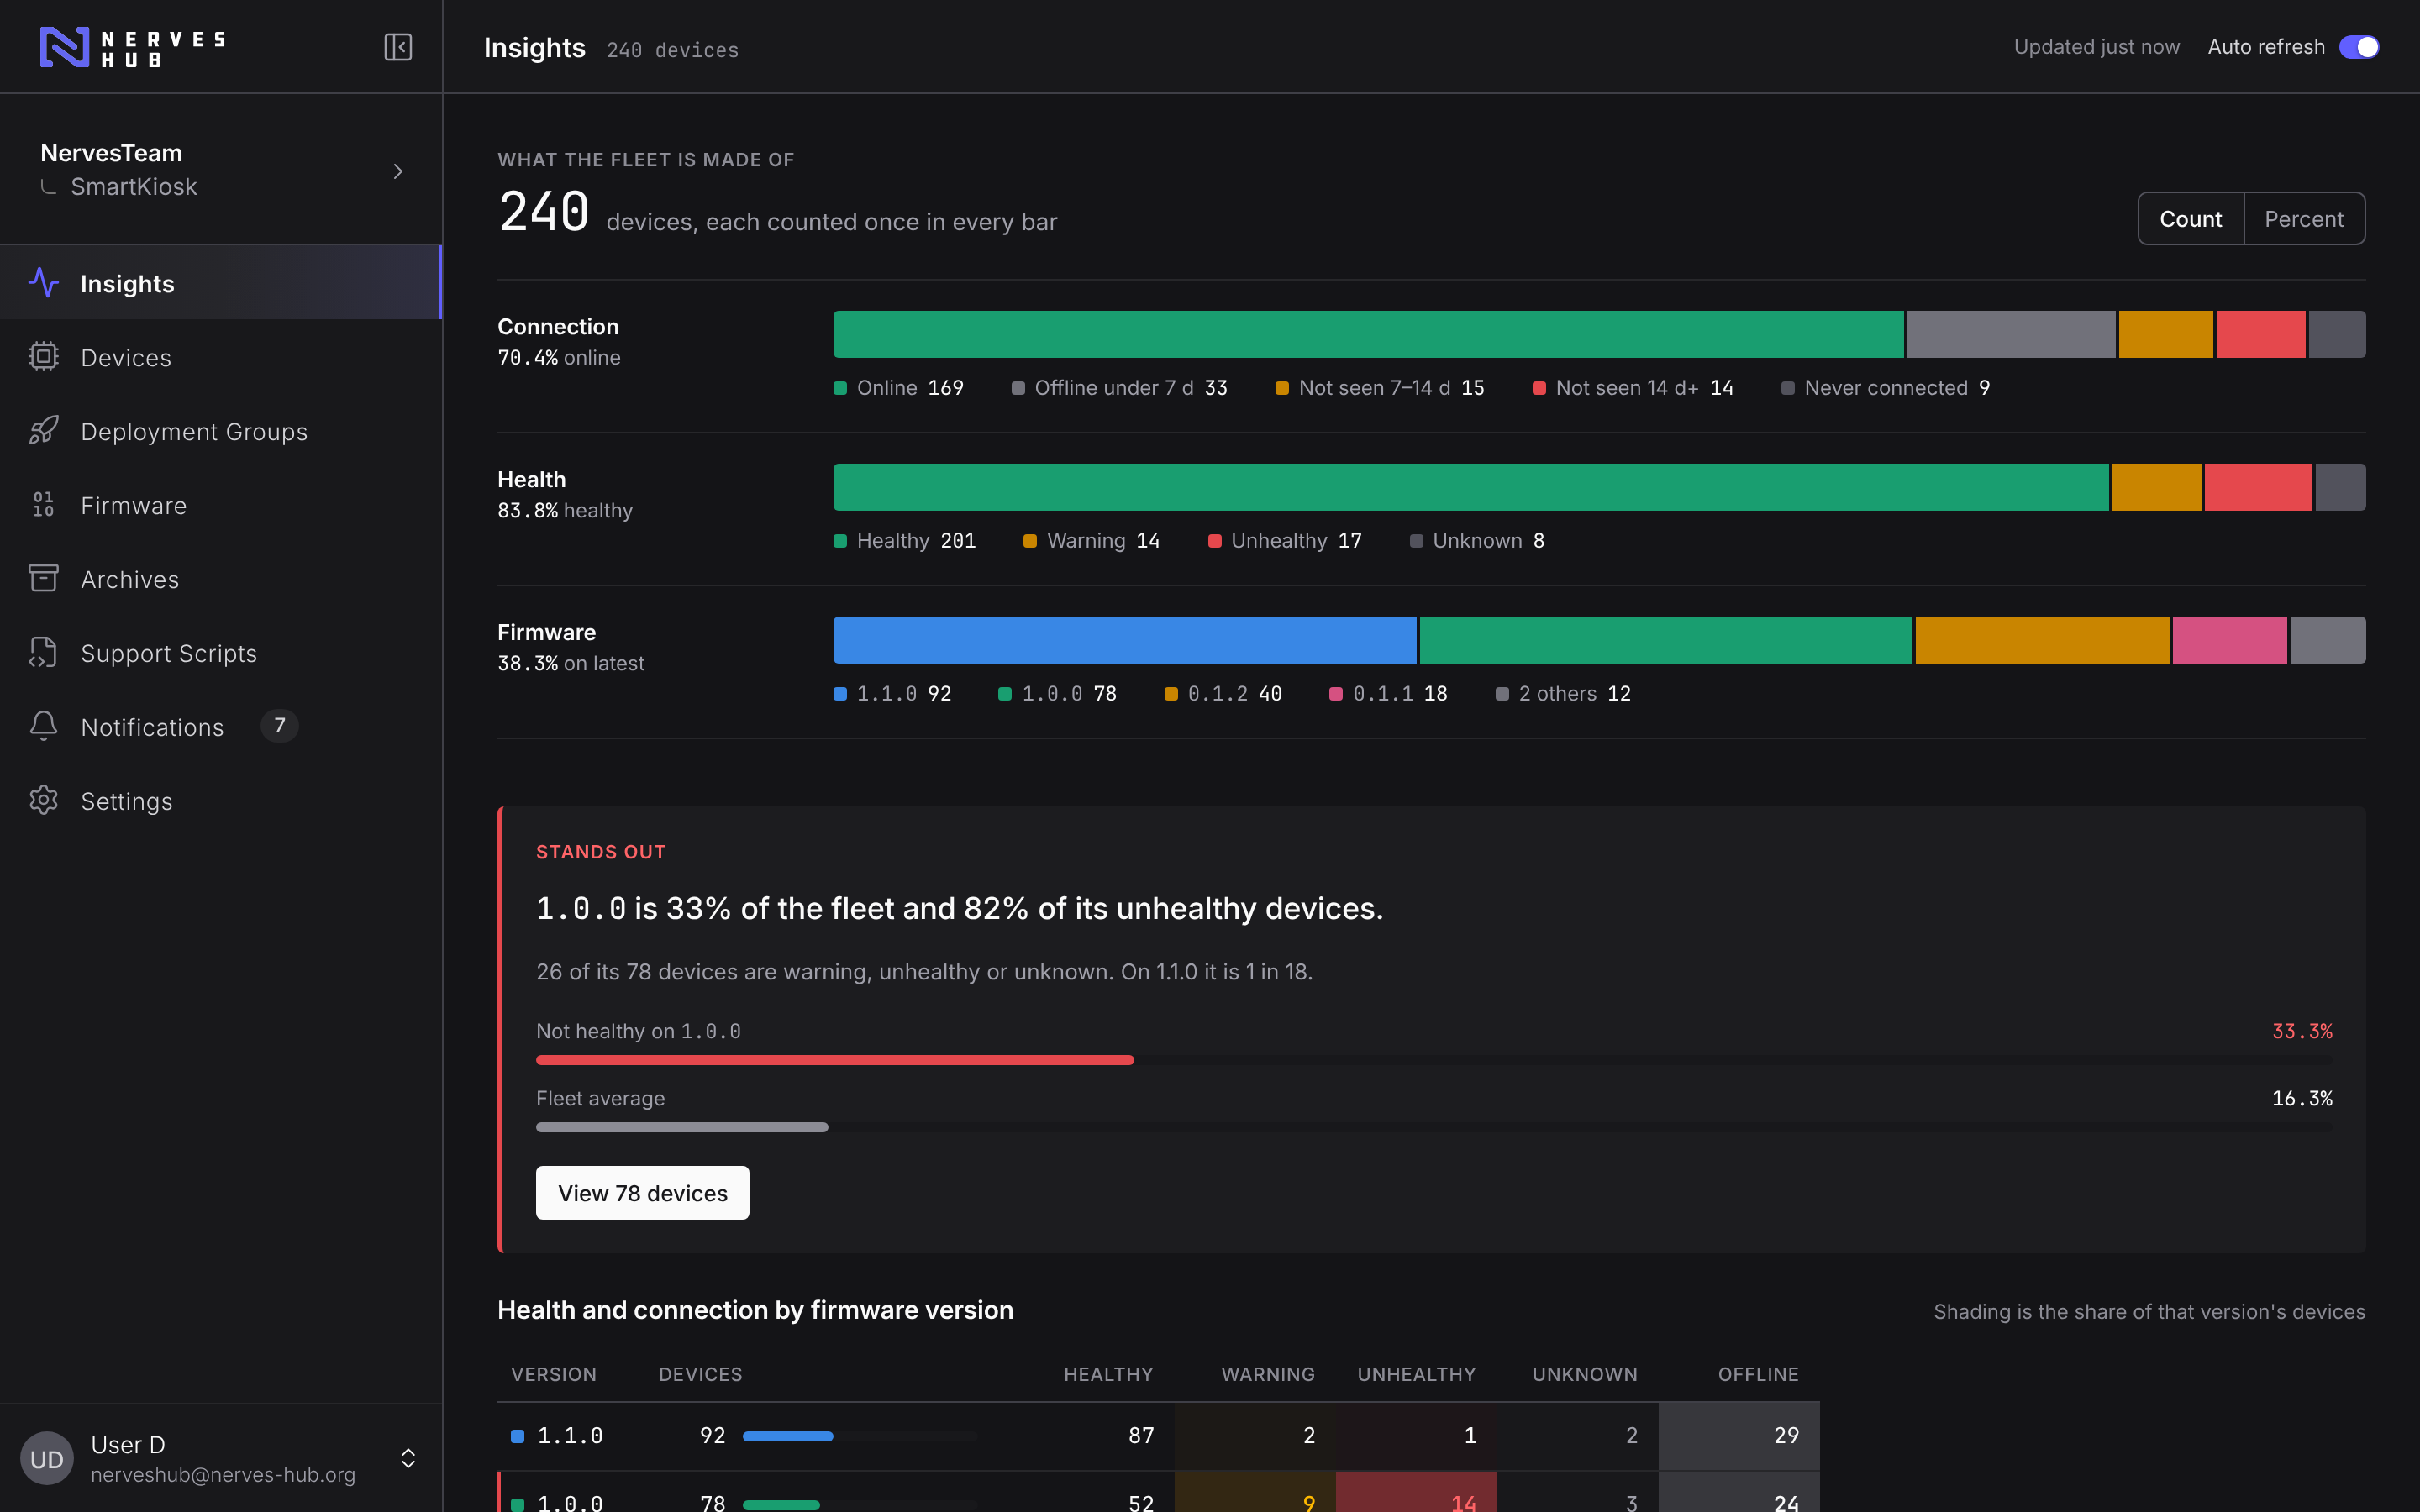 NERVES
HUB
Insights 240 devices
Updated just now Auto refresh
NervesTeam
SmartKiosk
Insights
Devices
Deployment Groups
01
10
Firmware
Archives
Support Scripts
Notifications 7
Settings
UD
User D
nerveshub@nerves-hub.org
WHAT THE FLEET IS MADE OF
240 devices, each counted once in every bar
Count Percent
Connection
70.4% online
Online 169 Offline under 7 d 33 Not seen 7–14 d 15 Not seen 14 d+ 14 Never connected 9
Health
83.8% healthy
Healthy 201 Warning 14 Unhealthy 17 Unknown 8
Firmware
38.3% on latest
1.1.0 92 1.0.0 78 0.1.2 40 0.1.1 18 2 others 12
STANDS OUT
1.0.0 is 33% of the fleet and 82% of its unhealthy devices.
26 of its 78 devices are warning, unhealthy or unknown. On 1.1.0 it is 1 in 18.
Not healthy on 1.0.0 33.3%
Fleet average 16.3%
View 78 devices
Health and connection by firmware version
Shading is the share of that version's devices
VERSION DEVICES HEALTHY WARNING UNHEALTHY UNKNOWN OFFLINE
1.1.0 92 87 2 1 2 29
1.0.0 78 52 9 14 3 24